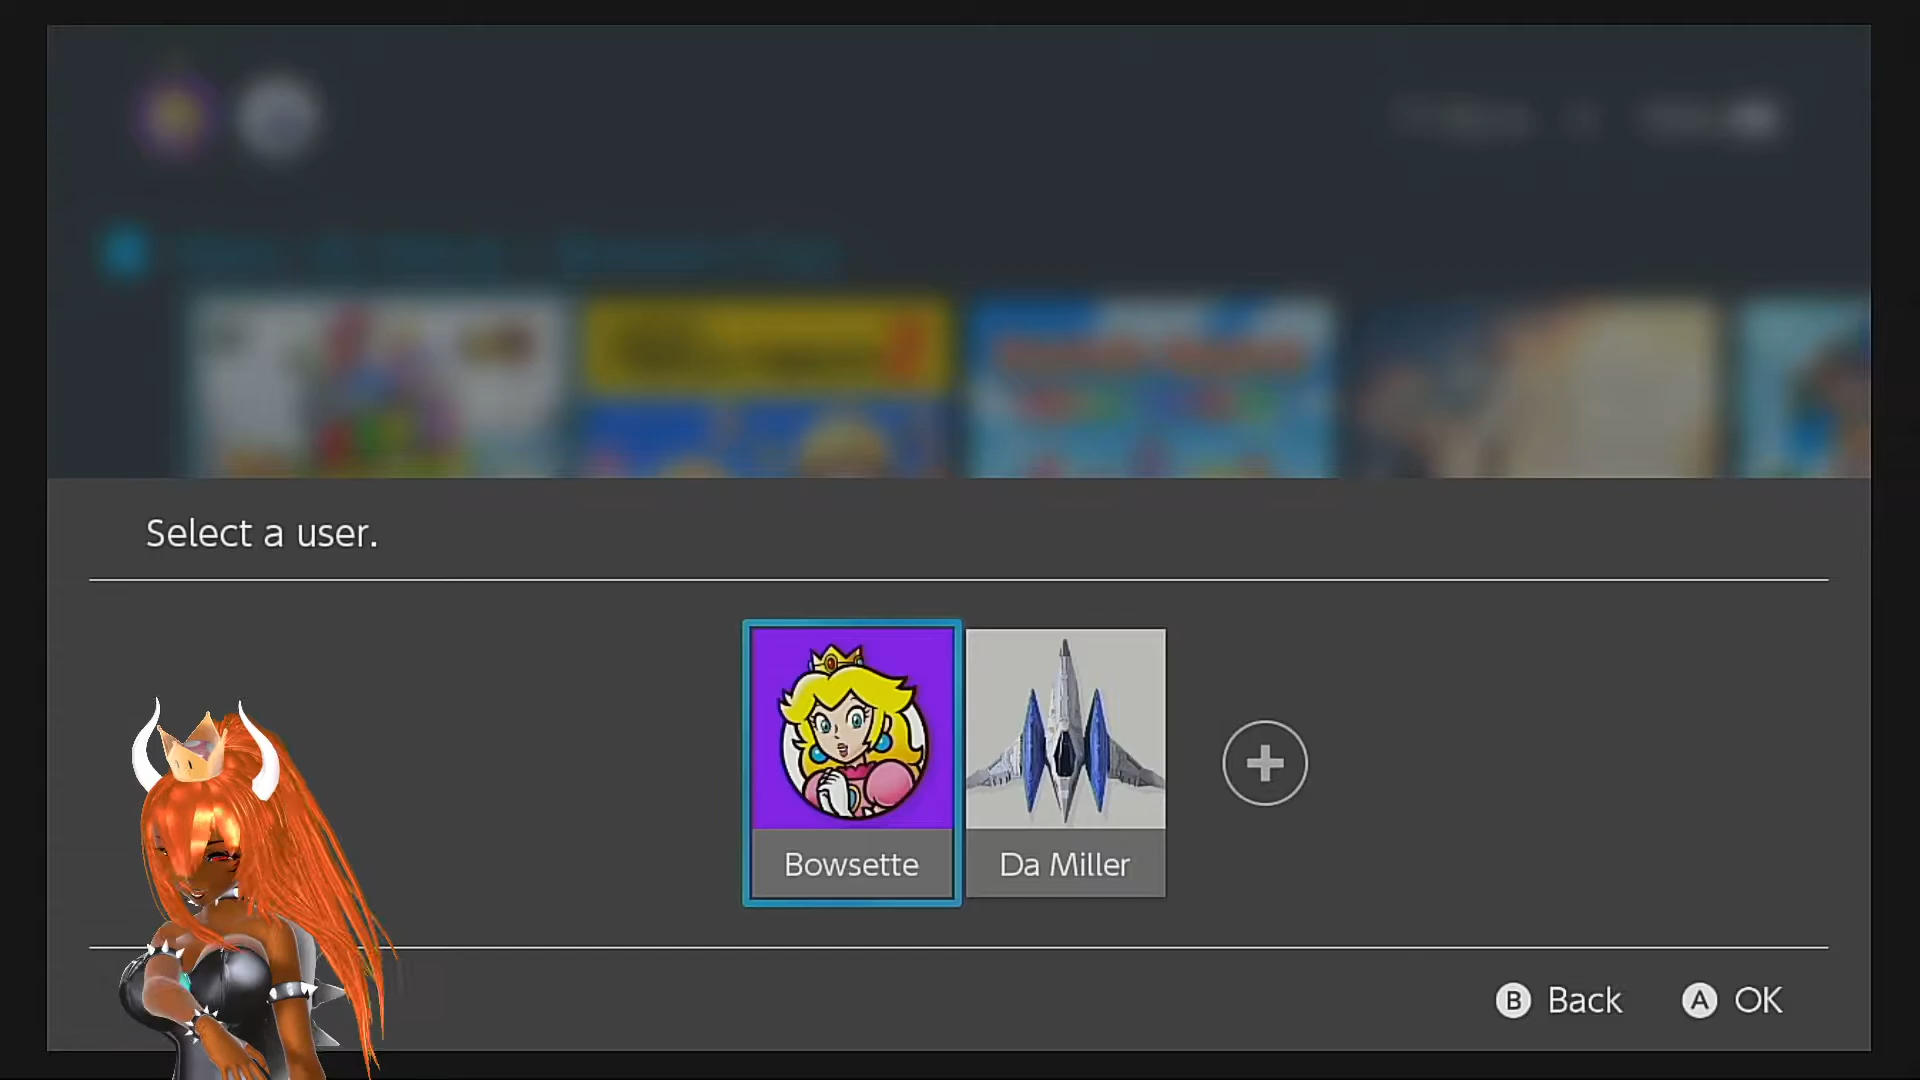 Select a user.
Bowsette
Da Miller
B Back
A OK